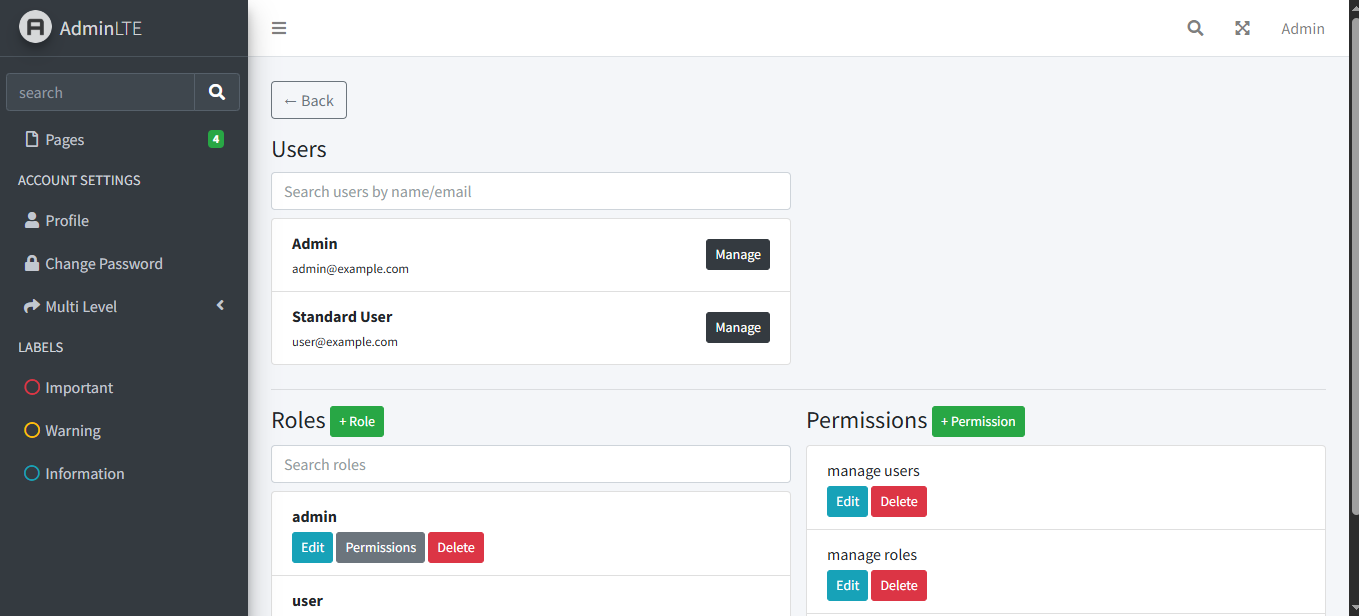 AdminLTE
Admin
search
Pages
4
ACCOUNT SETTINGS
Profile
Change Password
Multi Level
LABELS
Important
Warning
Information
← Back
Users
Search users by name/email
Admin
admin@example.com
Manage
Standard User
user@example.com
Manage
Roles + Role
Search roles
admin
Edit Permissions Delete
user
Permissions + Permission
manage users
Edit Delete
manage roles
Edit Delete